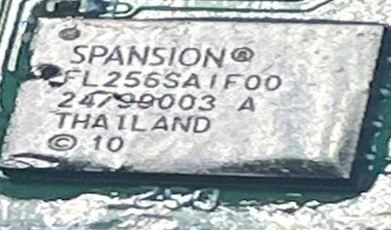 SPANSION®
FL256SAIF00
24799003 A
THAILAND
© 10